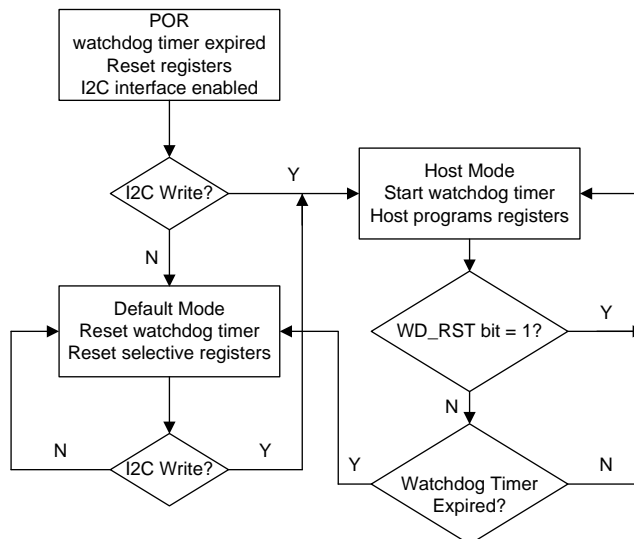 POR
watchdog timer expired
Reset registers
I2C interface enabled
I2C Write?
Y
N
Host Mode
Start watchdog timer
Host programs registers
Default Mode
Reset watchdog timer
Reset selective registers
WD_RST bit = 1?
Y
N
I2C Write?
N
Y
Watchdog Timer
Expired?
Y
N